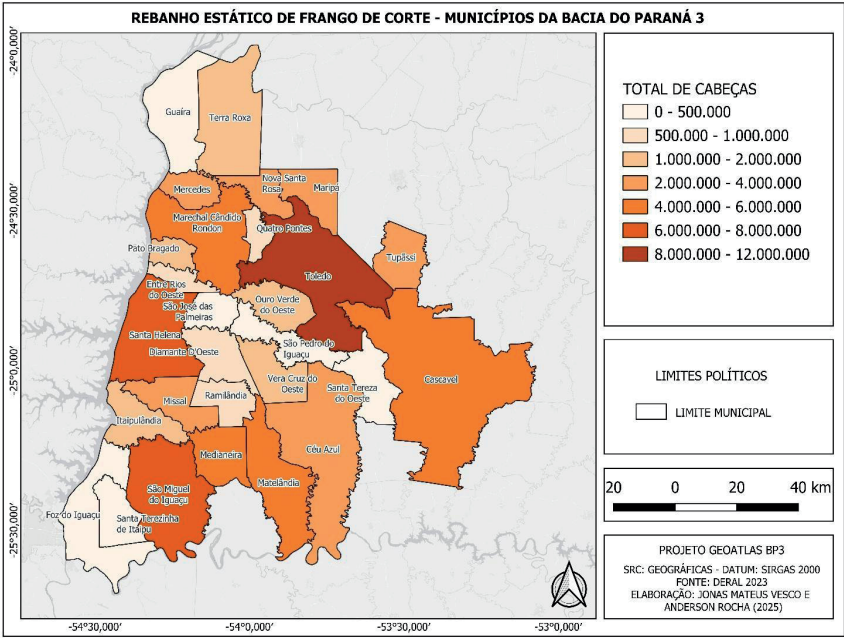 REBANHO ESTÁTICO DE FRANGO DE CORTE - MUNICÍPIOS DA BACIA DO PARANÁ 3
-24°0,000'
-24°30,000'
-25°0,000'
-25°30,000'
Guaíra
Terra Roxa
Mercedes
Nova Santa
Rosa
Maripa
Marechal Cândido
Rondon
Quatro Pontes
Pato Bragado
Tupãssi
Toledo
Entre Rios
do Oeste
São José das
Palmeiras
Ouro Verde
do Oeste
Santa Helena
Diamante D'Oeste
São Pedro do
Iguaçu
Cascavel
Vera Cruz do
Oeste
Santa Tereza
do Oeste
Missal
Ramilândia
Itaipulândia
Céu Azul
Medianeira
Matelândia
São Miguel
do Iguaçu
Foz do Iguaçu
Santa Terezinha
de Itaipu
-54°30,000'
-54°0,000'
-53°30,000'
-53°0,000'
TOTAL DE CABEÇAS
0 - 500.000
500.000 - 1.000.000
1.000.000 - 2.000.000
2.000.000 - 4.000.000
4.000.000 - 6.000.000
6.000.000 - 8.000.000
8.000.000 - 12.000.000
LIMITES POLÍTICOS
LIMITE MUNICIPAL
20 0 20 40 km
PROJETO GEOATLAS BP3
SRC: GEOGRÁFICAS - DATUM: SIRGAS 2000
FONTE: DERAL 2023
ELABORAÇÃO: JONAS MATEUS VESCO E
ANDERSON ROCHA (2025)